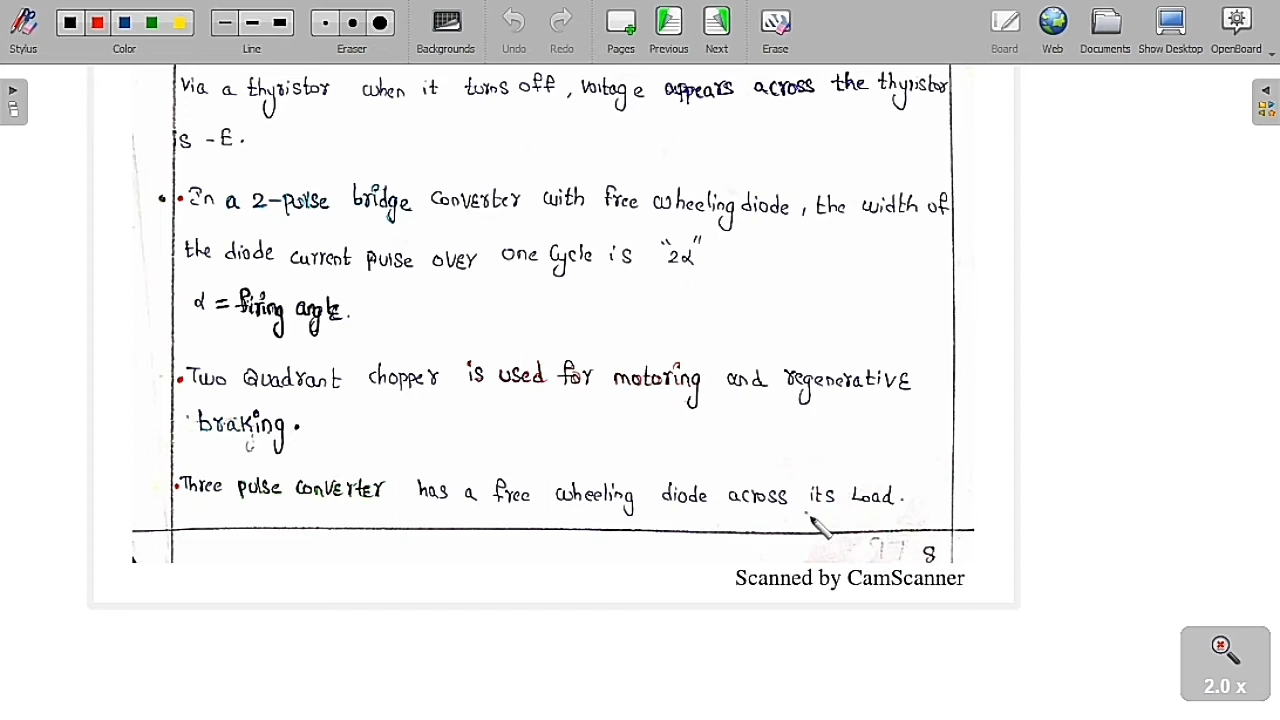 Stylus Color Line Eraser Backgrounds Undo Redo Pages Previous Next Erase Board Web Documents Show Desktop OpenBoard
via a thyristor when it turns off, voltage appears across the thyristor
is -E.
• In a 2-pulse bridge converter with free wheeling diode, the width of
the diode current pulse over one cycle is "2α"
α = firing angle.
• Two Quadrant chopper is used for motoring and regenerative
braking.
• Three pulse converter has a free wheeling diode across its Load.
8
Scanned by CamScanner
2.0 x